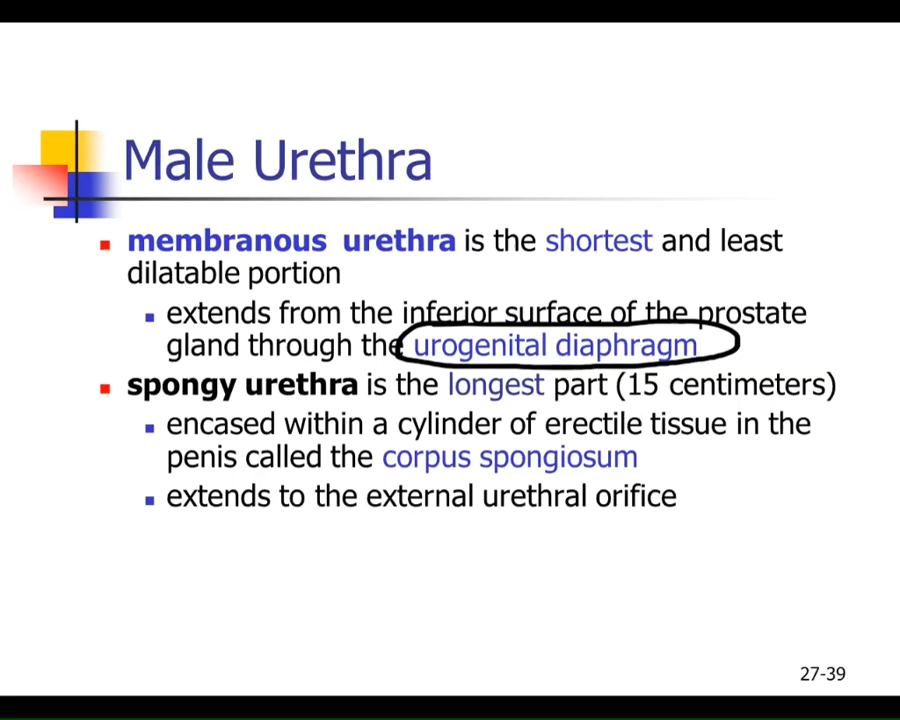 Male Urethra
membranous urethra is the shortest and least
dilatable portion
extends from the inferior surface of the prostate
gland through the urogenital diaphragm
spongy urethra is the longest part (15 centimeters)
encased within a cylinder of erectile tissue in the
penis called the corpus spongiosum
extends to the external urethral orifice
27-39